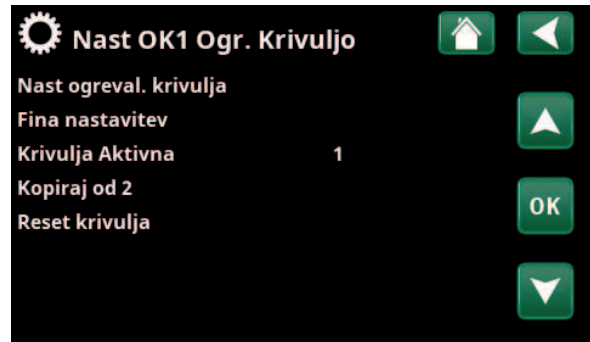 Nast OK1 Ogr. Krivuljo
Nast ogreval. krivulja
Fina nastavitev
Krivulja Aktivna 1
Kopiraj od 2
OK
Reset krivulja